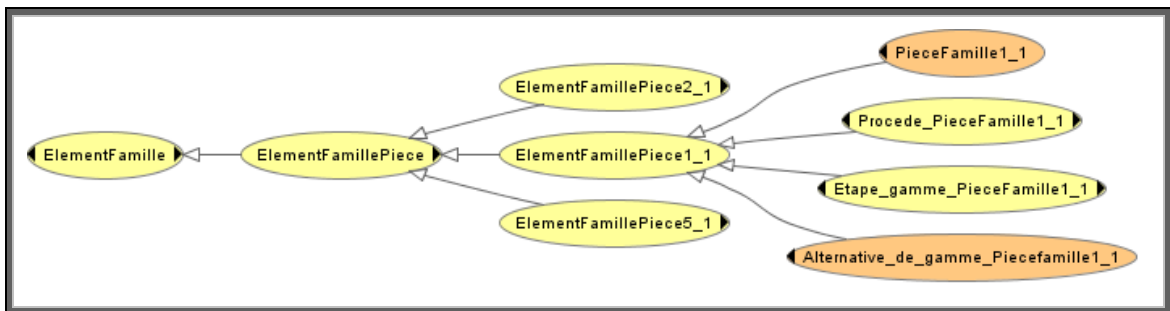 PieceFamille1_1
ElementFamillePiece2_1
Procede_PieceFamille1_1
ElementFamille
ElementFamillePiece
ElementFamillePiece1_1
Etape_gamme_PieceFamille1_1
ElementFamillePiece5_1
Alternative_de_gamme_Piecefamille1_1